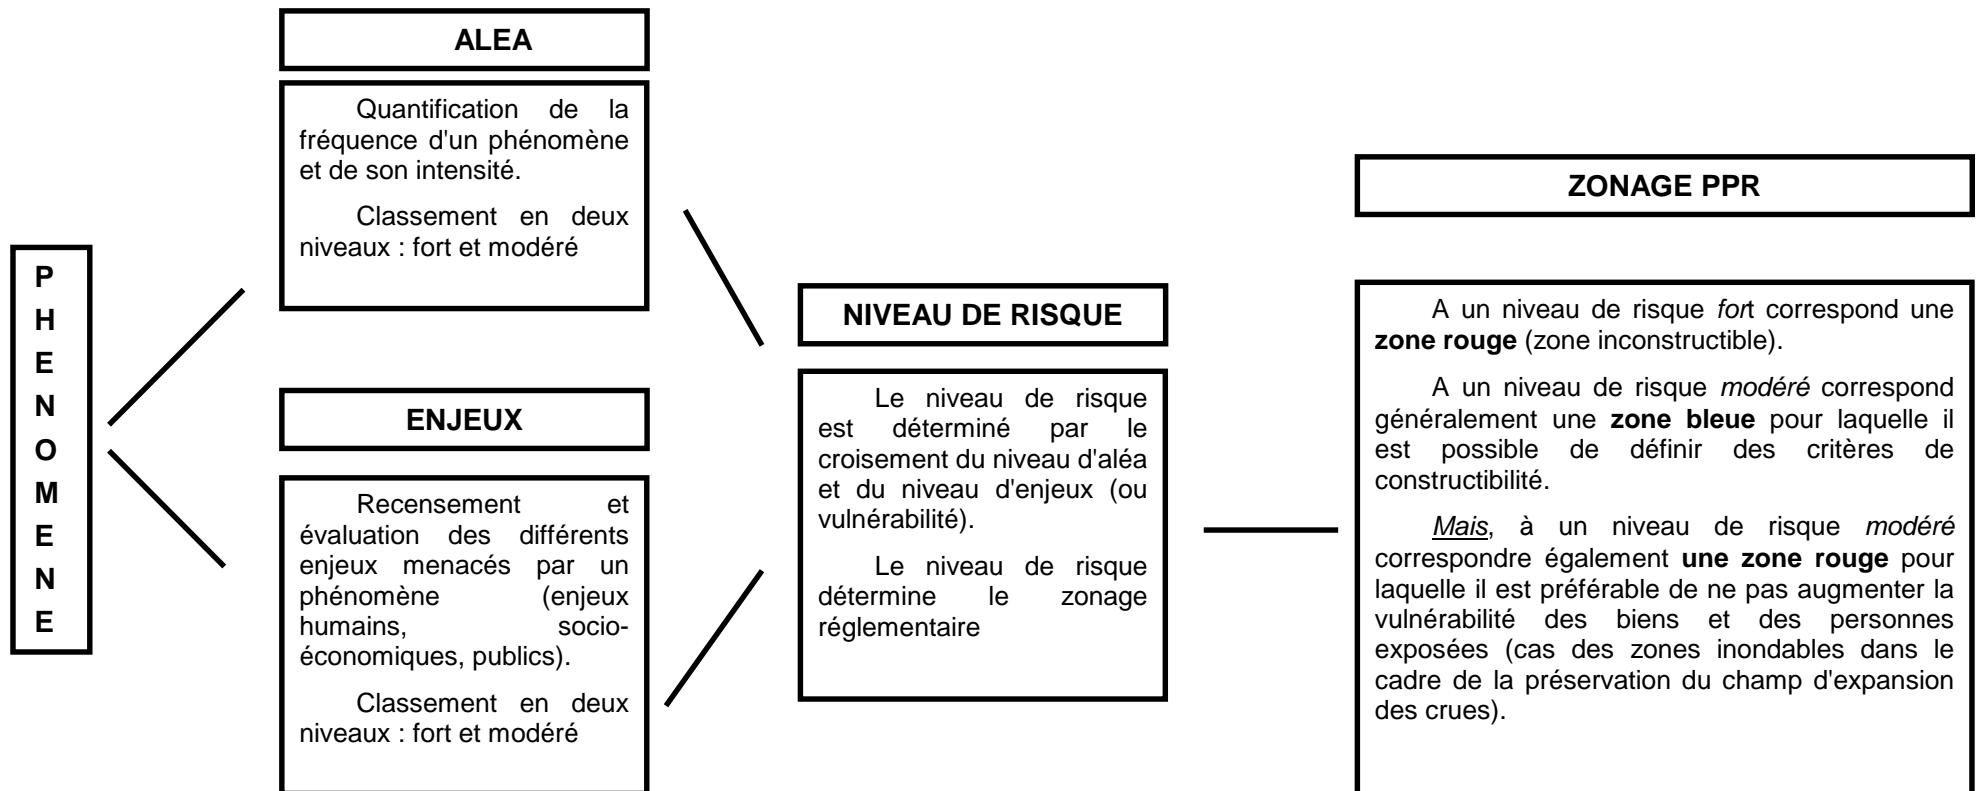 P
H
E
N
O
M
E
N
E
ALEA
Quantification de la
fréquence d'un phénomène
et de son intensité.
Classement en deux
niveaux : fort et modéré
ENJEUX
Recensement et
évaluation des différents
enjeux menacés par un
phénomène (enjeux
humains, socio-
économiques, publics).
Classement en deux
niveaux : fort et modéré
NIVEAU DE RISQUE
Le niveau de risque
est déterminé par le
croisement du niveau d'aléa
et du niveau d'enjeux (ou
vulnérabilité).
Le niveau de risque
détermine le zonage
réglementaire
ZONAGE PPR
A un niveau de risque fort correspond une
zone rouge (zone inconstructible).
A un niveau de risque modéré correspond
généralement une zone bleue pour laquelle il
est possible de définir des critères de
constructibilité.
Mais, à un niveau de risque modéré
correspondre également une zone rouge pour
laquelle il est préférable de ne pas augmenter la
vulnérabilité des biens et des personnes
exposées (cas des zones inondables dans le
cadre de la préservation du champ d'expansion
des crues).